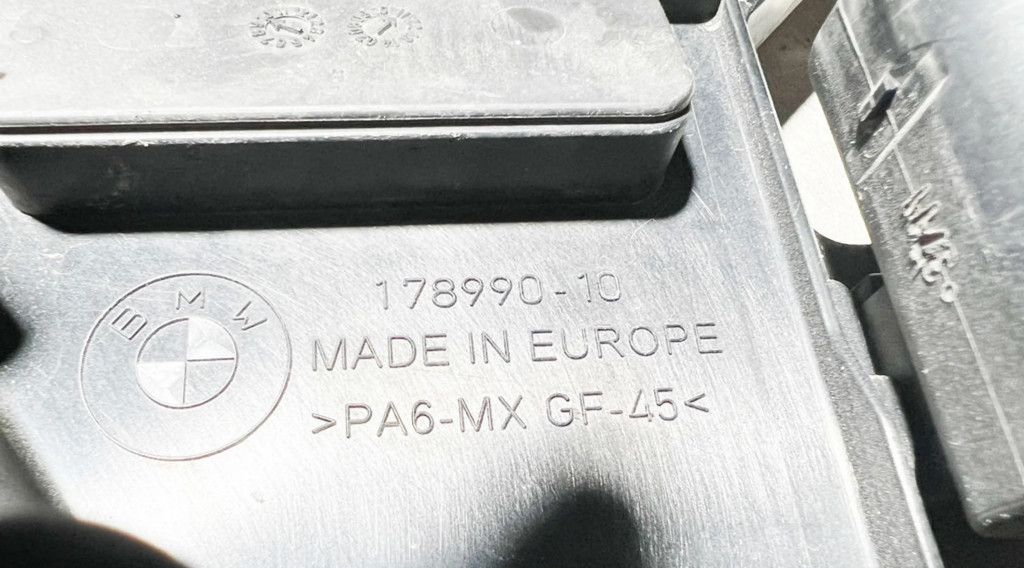 BMW
178990-10
MADE IN EUROPE
>PA6-MX GF-45<